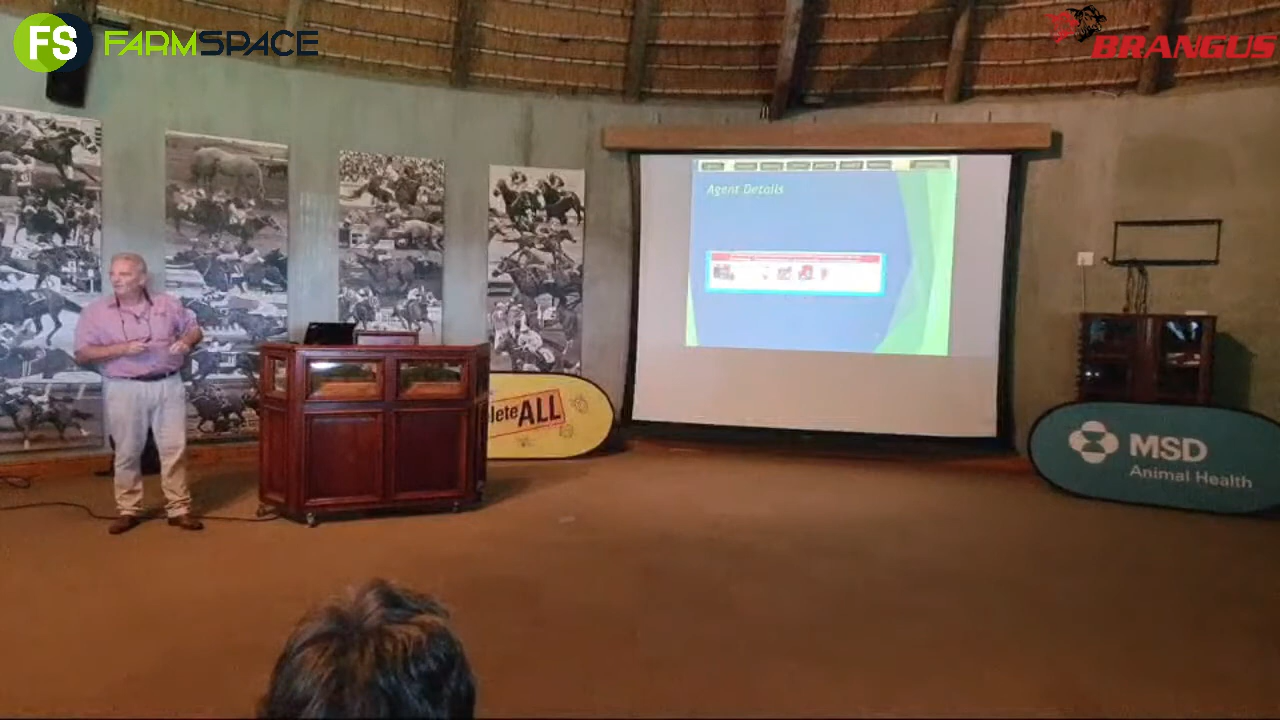 FS FARMSPACE
BRANGUS
Agent Details
leteALL
MSD
Animal Health